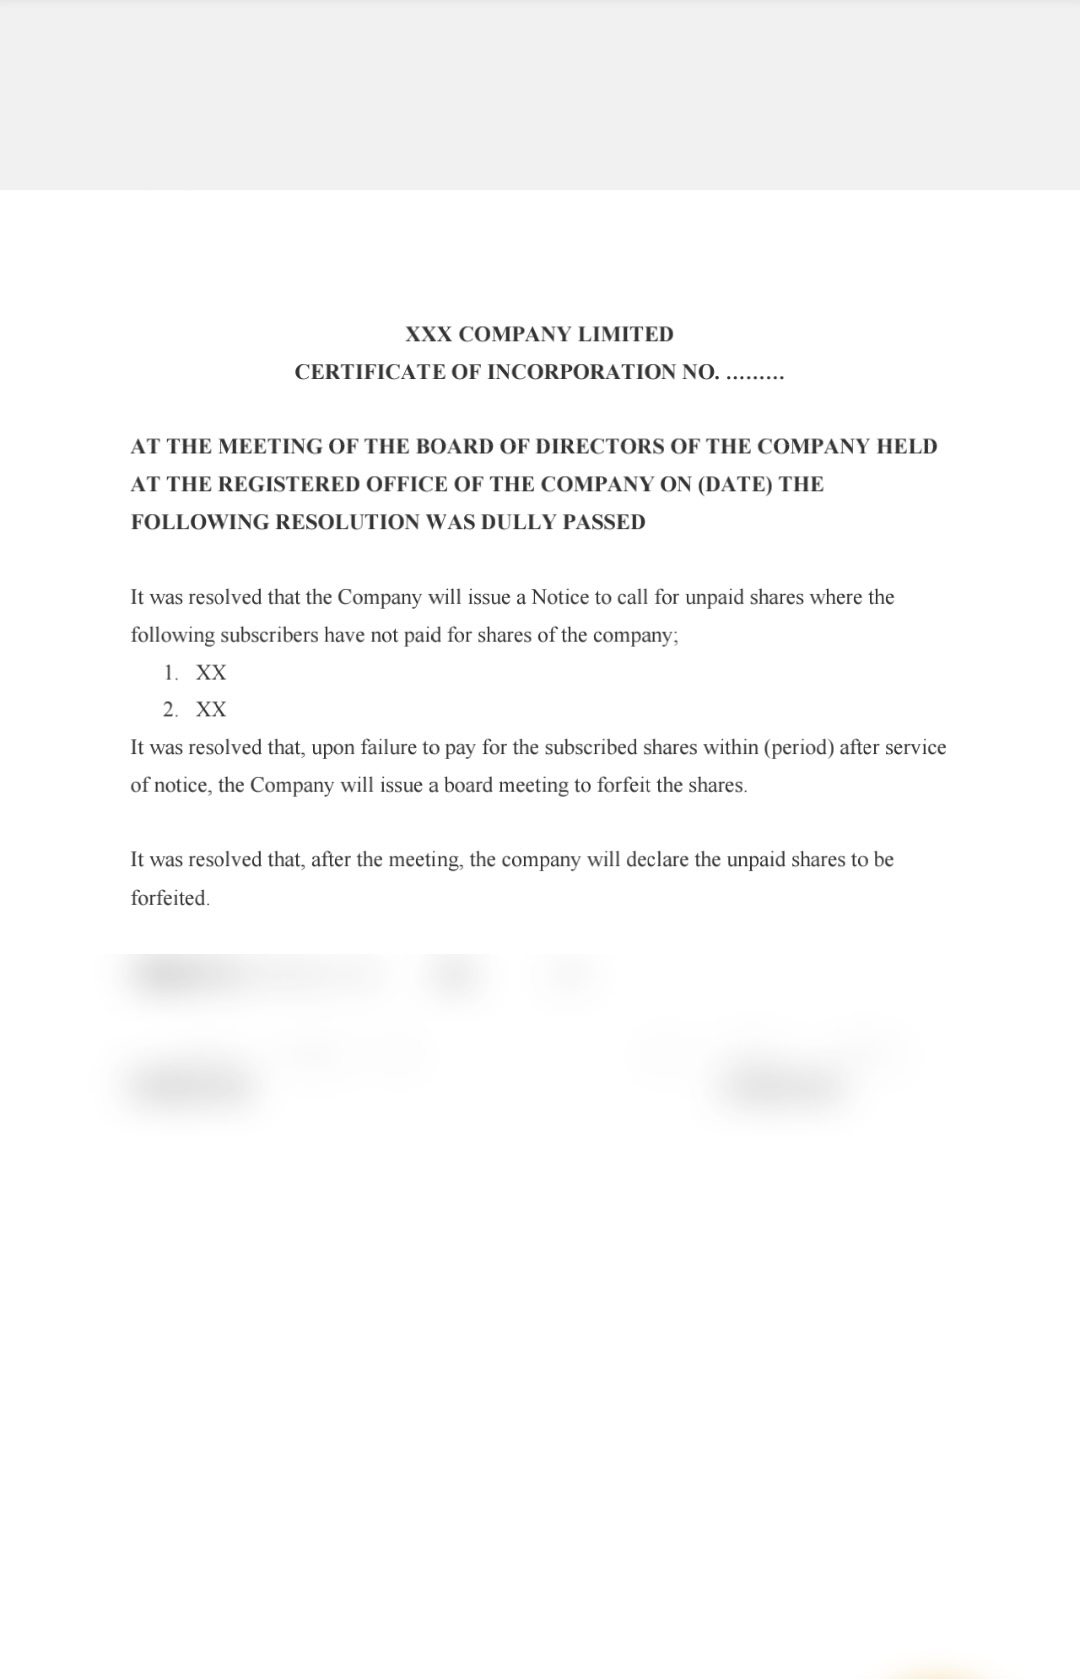 XXX COMPANY LIMITED
CERTIFICATE OF INCORPORATION NO. .........
AT THE MEETING OF THE BOARD OF DIRECTORS OF THE COMPANY HELD
AT THE REGISTERED OFFICE OF THE COMPANY ON (DATE) THE
FOLLOWING RESOLUTION WAS DULLY PASSED
It was resolved that the Company will issue a Notice to call for unpaid shares where the
following subscribers have not paid for shares of the company;
1. XX
2. XX
It was resolved that, upon failure to pay for the subscribed shares within (period) after service
of notice, the Company will issue a board meeting to forfeit the shares.
It was resolved that, after the meeting, the company will declare the unpaid shares to be
forfeited.